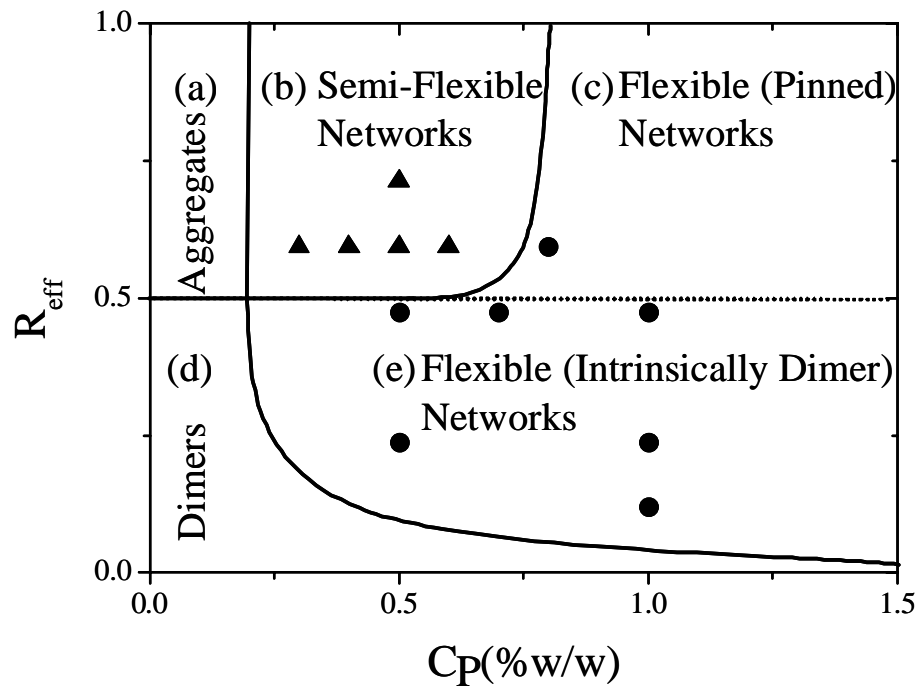 1.0
(a)
Aggregates
(b) Semi-Flexible
Networks
(c) Flexible (Pinned)
Networks
R_eff
0.5
(d)
Dimers
(e) Flexible (Intrinsically Dimer)
Networks
0.0
0.0
0.5
1.0
1.5
C_P(%w/w)